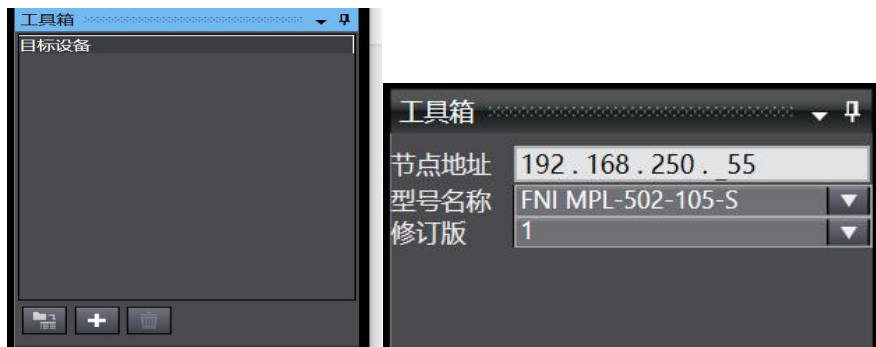 工具箱
目标设备
工具箱
节点地址 192 . 168 . 250 . _55
型号名称 FNI MPL-502-105-S
修订版 1